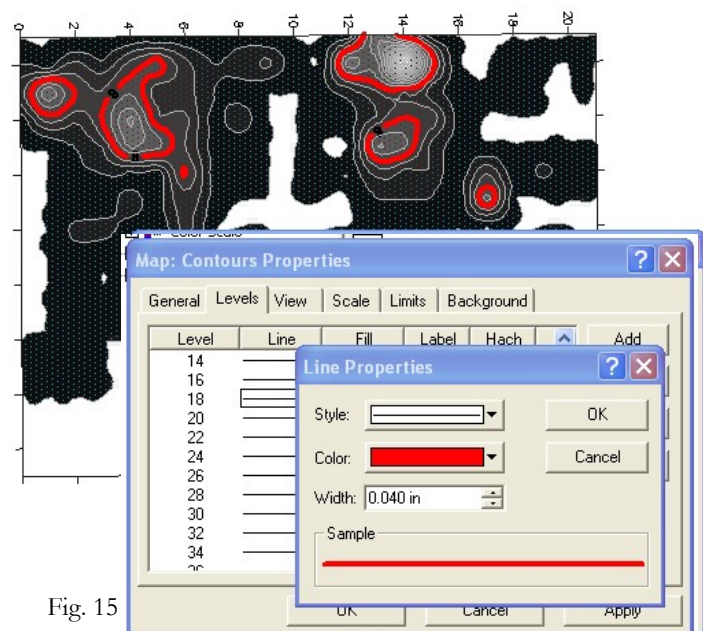 0 2 4 6 8 10 12 14 16 18 20
Color Scale
Map: Contours Properties
General Levels View Scale Limits Background
Level Line Fill Label Hach Add
14
16
18
20
22
24
26
28
30
32
34
Line Properties
Style: OK
Color: Cancel
Width: 0.040 in
Sample
OK Cancel Apply
Fig. 15